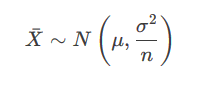 X̄ ~ N(μ, σ²/n)